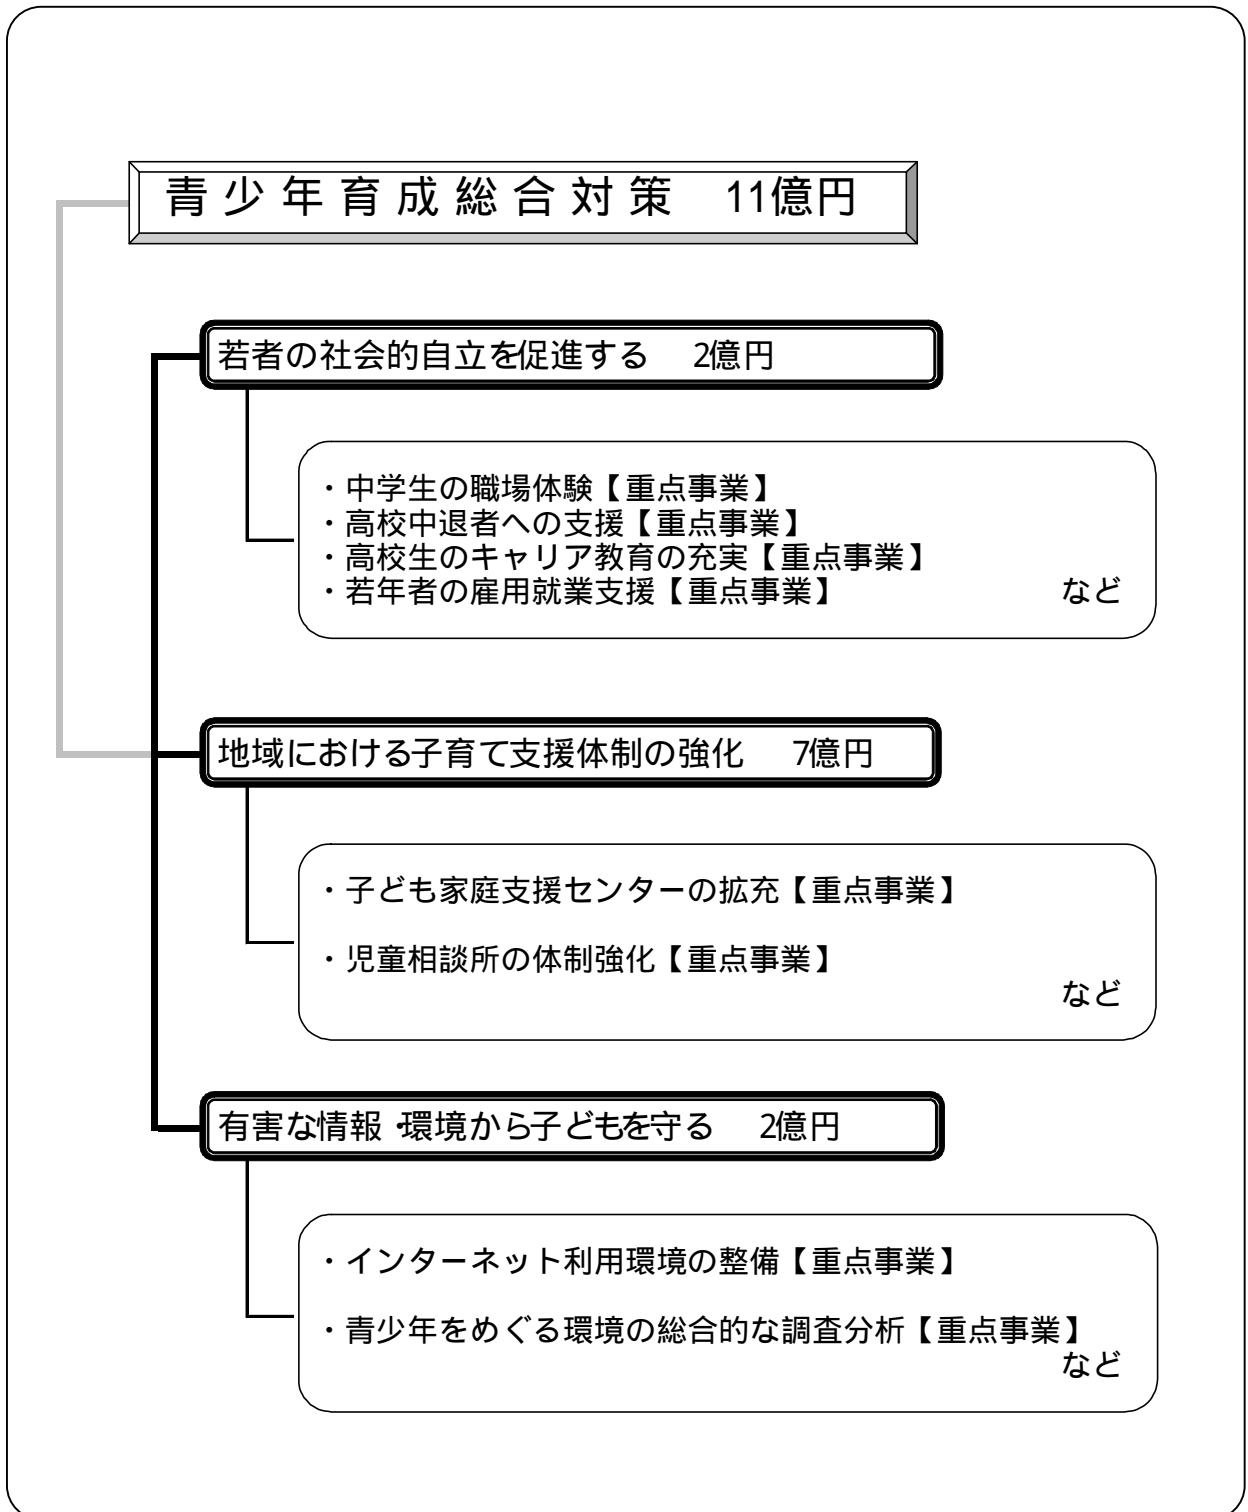 青少年育成総合対策　11億円
若者の社会的自立を促進する　2億円
・中学生の職場体験【重点事業】
・高校中退者への支援【重点事業】
・高校生のキャリア教育の充実【重点事業】
・若年者の雇用就業支援【重点事業】　など
地域における子育て支援体制の強化　7億円
・子ども家庭支援センターの拡充【重点事業】
・児童相談所の体制強化【重点事業】
など
有害な情報・環境から子どもを守る　2億円
・インターネット利用環境の整備【重点事業】
・青少年をめぐる環境の総合的な調査分析【重点事業】
など